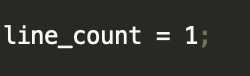 line_count = 1;